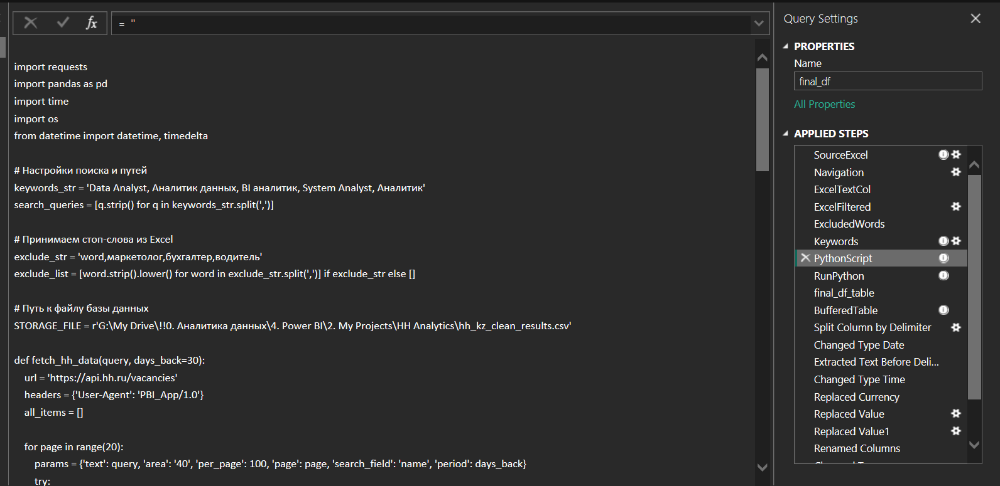 fx
= "
import requests
import pandas as pd
import time
import os
from datetime import datetime, timedelta
# Настройки поиска и путей
keywords_str = 'Data Analyst, Аналитик данных, BI аналитик, System Analyst, Аналитик'
search_queries = [q.strip() for q in keywords_str.split(',')]
# Принимаем стоп-слова из Excel
exclude_str = 'word,маркетолог,бухгалтер,водитель'
exclude_list = [word.strip().lower() for word in exclude_str.split(',')] if exclude_str else []
# Путь к файлу базы данных
STORAGE_FILE = r'G:\My Drive\!!0. Аналитика данных\4. Power BI\2. My Projects\HH Analytics\hh_kz_clean_results.csv'
def fetch_hh_data(query, days_back=30):
url = 'https://api.hh.ru/vacancies'
headers = {'User-Agent': 'PBI_App/1.0'}
all_items = []
for page in range(20):
params = {'text': query, 'area': '40', 'per_page': 100, 'page': page, 'search_field': 'name', 'period': days_back}
try:
Query Settings
PROPERTIES
Name
final_df
All Properties
APPLIED STEPS
SourceExcel
Navigation
ExcelTextCol
ExcelFiltered
ExcludedWords
Keywords
PythonScript
RunPython
final_df_table
BufferedTable
Split Column by Delimiter
Changed Type Date
Extracted Text Before Deli...
Changed Type Time
Replaced Currency
Replaced Value
Replaced Value1
Renamed Columns